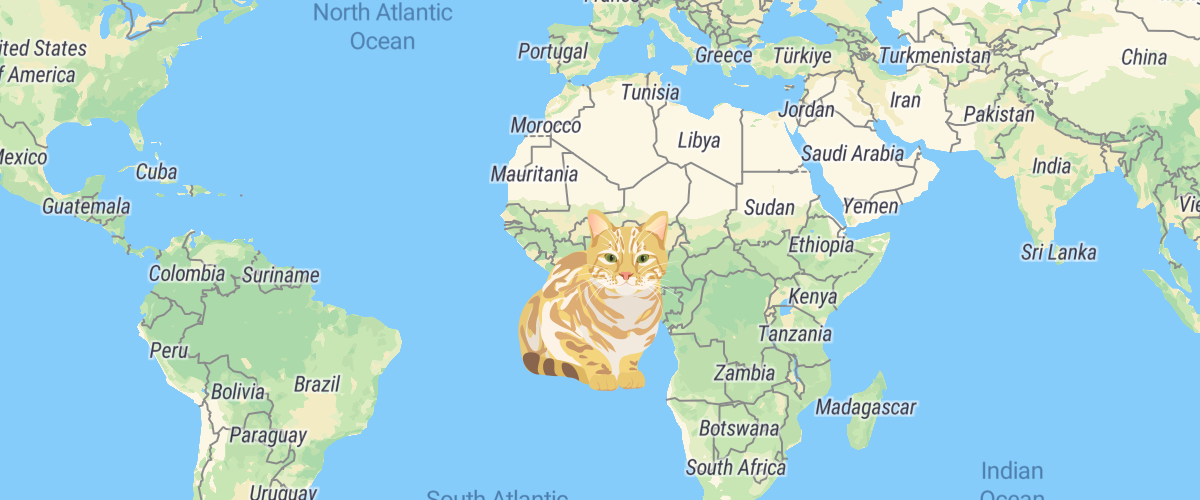 North Atlantic
Ocean
Portugal
Greece
Türkiye
Turkmenistan
China
ited States
f America
Tunisia
Jordan
Iran
Pakistan
Morocco
Libya
Saudi Arabia
India
Mexico
Cuba
Mauritania
Guatemala
Sudan
Yemen
Ethiopia
Sri Lanka
Colombia
Suriname
Kenya
Tanzania
Peru
Bolivia
Brazil
Zambia
Madagascar
Paraguay
Botswana
South Africa
Indian
Ocean
Uruguay
South Atlantic